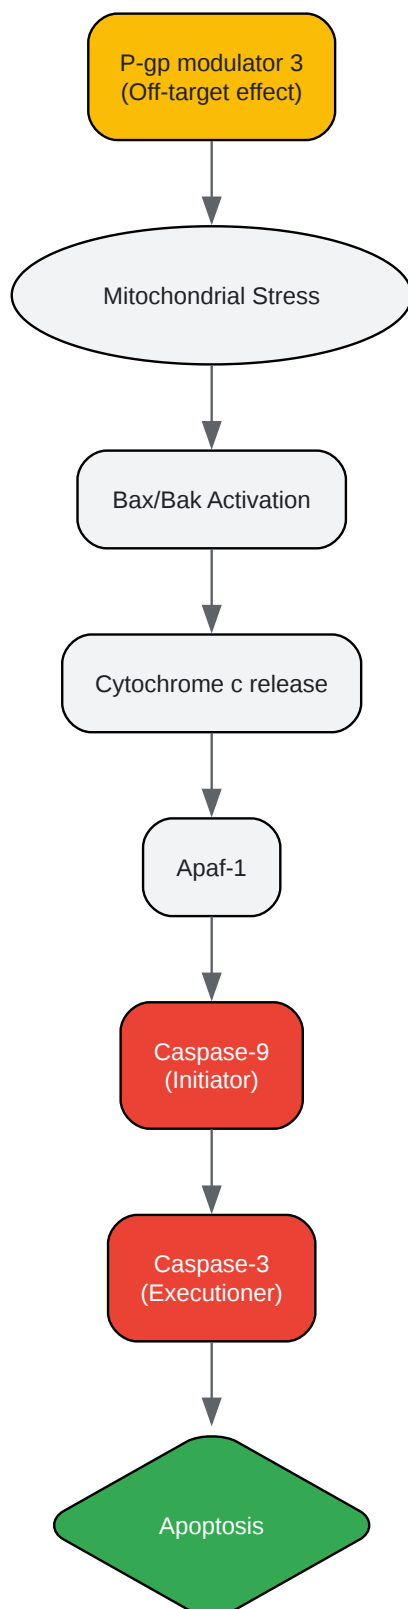 P-gp modulator 3
(Off-target effect)
Mitochondrial Stress
Bax/Bak Activation
Cytochrome c release
Apaf-1
Caspase-9
(Initiator)
Caspase-3
(Executioner)
Apoptosis